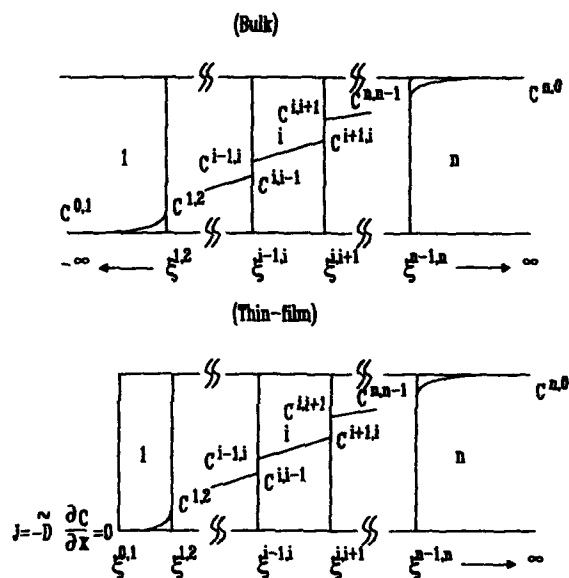 (Bulk)
C^{i,i+1} C^{n,n-1} C^{n,0}
1 C^{i-1,i} i C^{i+1,i} n
C^{0,1} C^{1,2} C^{i,i-1}
-∞ ← ξ^{1,2} ξ^{i-1,i} ξ^{i,i+1} ξ^{n-1,n} → ∞
(Thin-film)
C^{i,i+1} C^{n,n-1} C^{n,0}
1 C^{i-1,i} i C^{i+1,i} n
C^{1,2} C^{i,i-1}
J=-D̃ ∂C/∂X=0
ξ^{0,1} ξ^{1,2} ξ^{i-1,i} ξ^{i,i+1} ξ^{n-1,n} → ∞